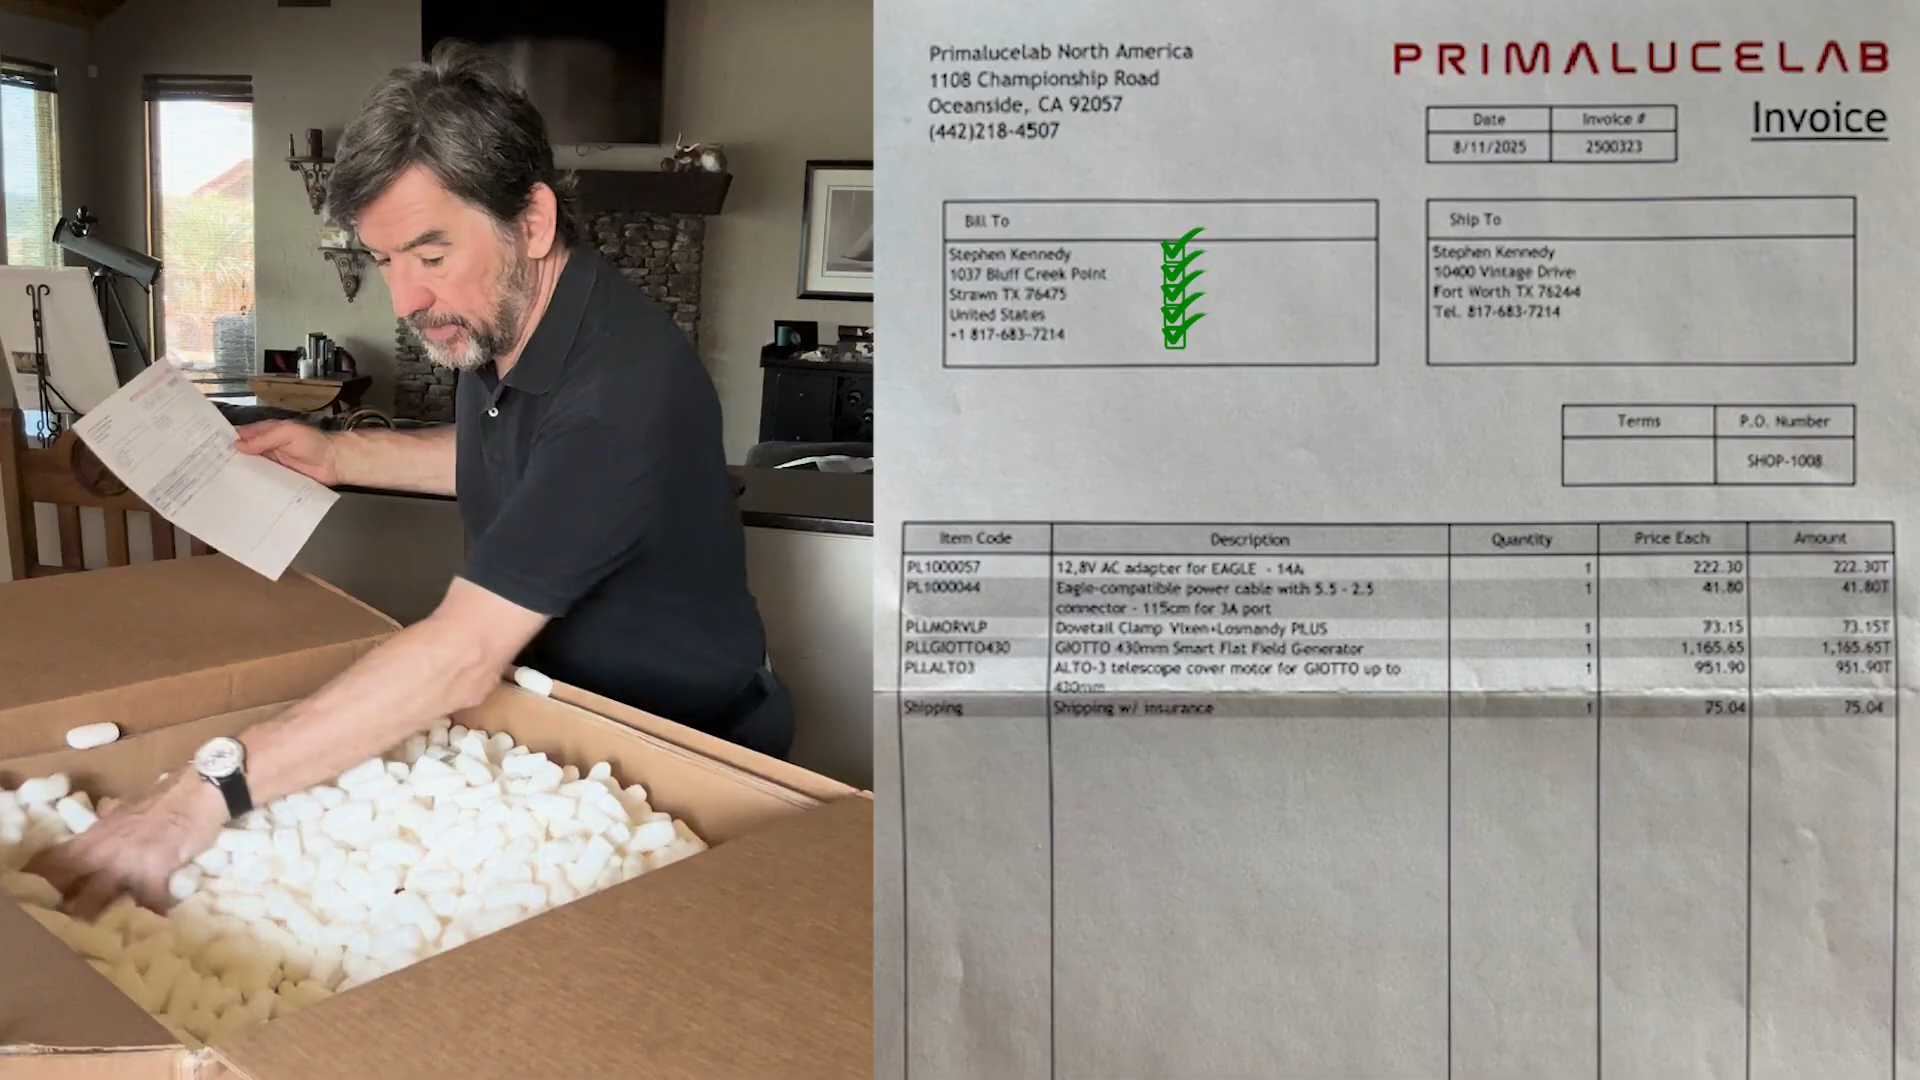 Primalucelab North America
1108 Championship Road
Oceanside, CA 92057
(442)218-4507
PRIMALUCELAB
Invoice
Date Invoice #
8/11/2025 2500323
Bill To
Stephen Kennedy
1037 Bluff Creek Point
Strawn TX 76475
United States
+1 817-683-7214
Ship To
Stephen Kennedy
10400 Vintage Drive
Fort Worth TX 76244
Tel. 817-683-7214
Terms P.O. Number
SHOP-1008
Item Code Description Quantity Price Each Amount
PL1000057 12,8V AC adapter for EAGLE - 14A 1 222.30 222.30T
PL1000044 Eagle-compatible power cable with 5.5 - 2.5 1 41.80 41.80T
connector - 115cm for 3A port
PLLMORVLP Dovetail Clamp Vixen+Losmandy PLUS 1 73.15 73.15T
PLLGIOTTO430 GIOTTO 430mm Smart Flat Field Generator 1 1,165.65 1,165.65T
PLLALTO3 ALTO-3 telescope cover motor for GIOTTO up to 1 951.90 951.90T
430mm
Shipping Shipping w/ insurance 1 75.04 75.04